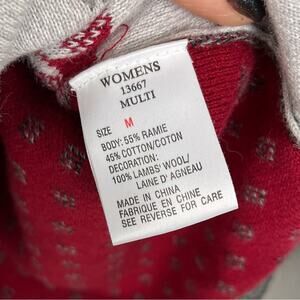 WOMENS
13667
MULTI
SIZE M
BODY: 55% RAMIE
45% COTTON/COTON
DECORATION:
100% LAMBS' WOOL/
LAINE D' AGNEAU
MADE IN CHINA
FABRIQUE EN CHINE
SEE REVERSE FOR CARE